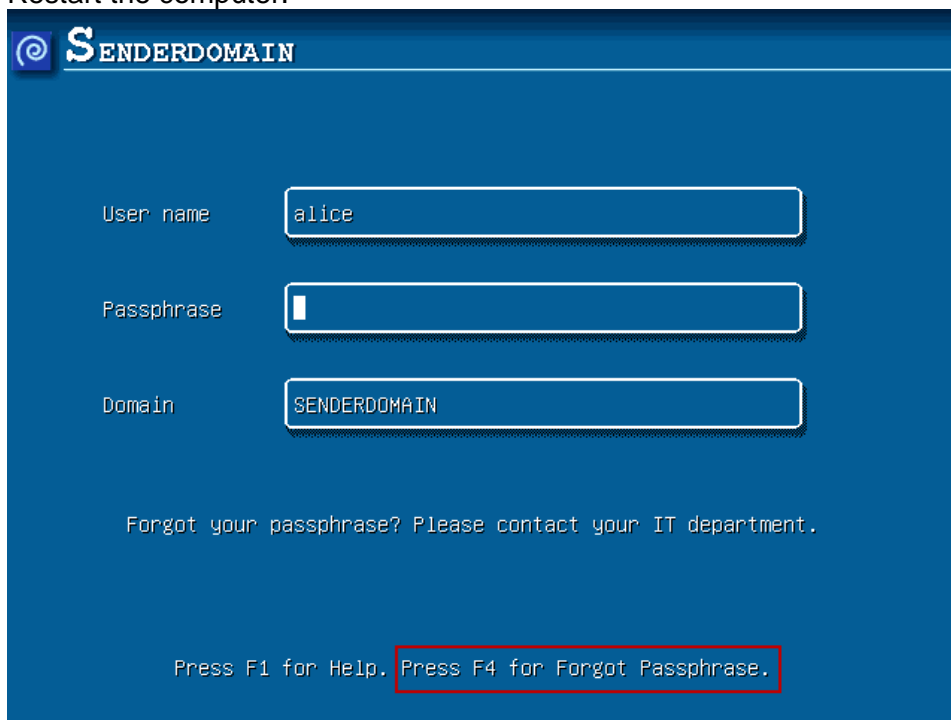 Restart the computer.
SENDERDOMAIN
User name alice
Passphrase
Domain SENDERDOMAIN
Forgot your passphrase? Please contact your IT department.
Press F1 for Help. Press F4 for Forgot Passphrase.